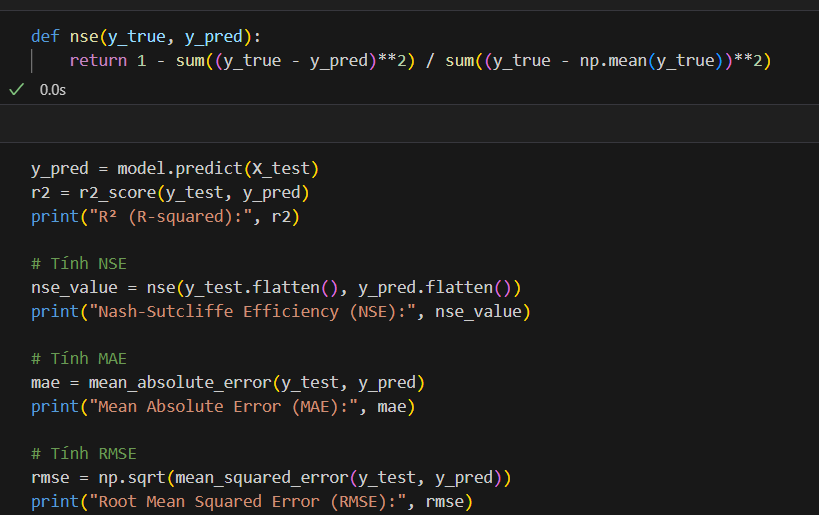 def nse(y_true, y_pred):
    return 1 - sum((y_true - y_pred)**2) / sum((y_true - np.mean(y_true))**2)
0.0s
y_pred = model.predict(X_test)
r2 = r2_score(y_test, y_pred)
print("R² (R-squared):", r2)
# Tính NSE
nse_value = nse(y_test.flatten(), y_pred.flatten())
print("Nash-Sutcliffe Efficiency (NSE):", nse_value)
# Tính MAE
mae = mean_absolute_error(y_test, y_pred)
print("Mean Absolute Error (MAE):", mae)
# Tính RMSE
rmse = np.sqrt(mean_squared_error(y_test, y_pred))
print("Root Mean Squared Error (RMSE):", rmse)